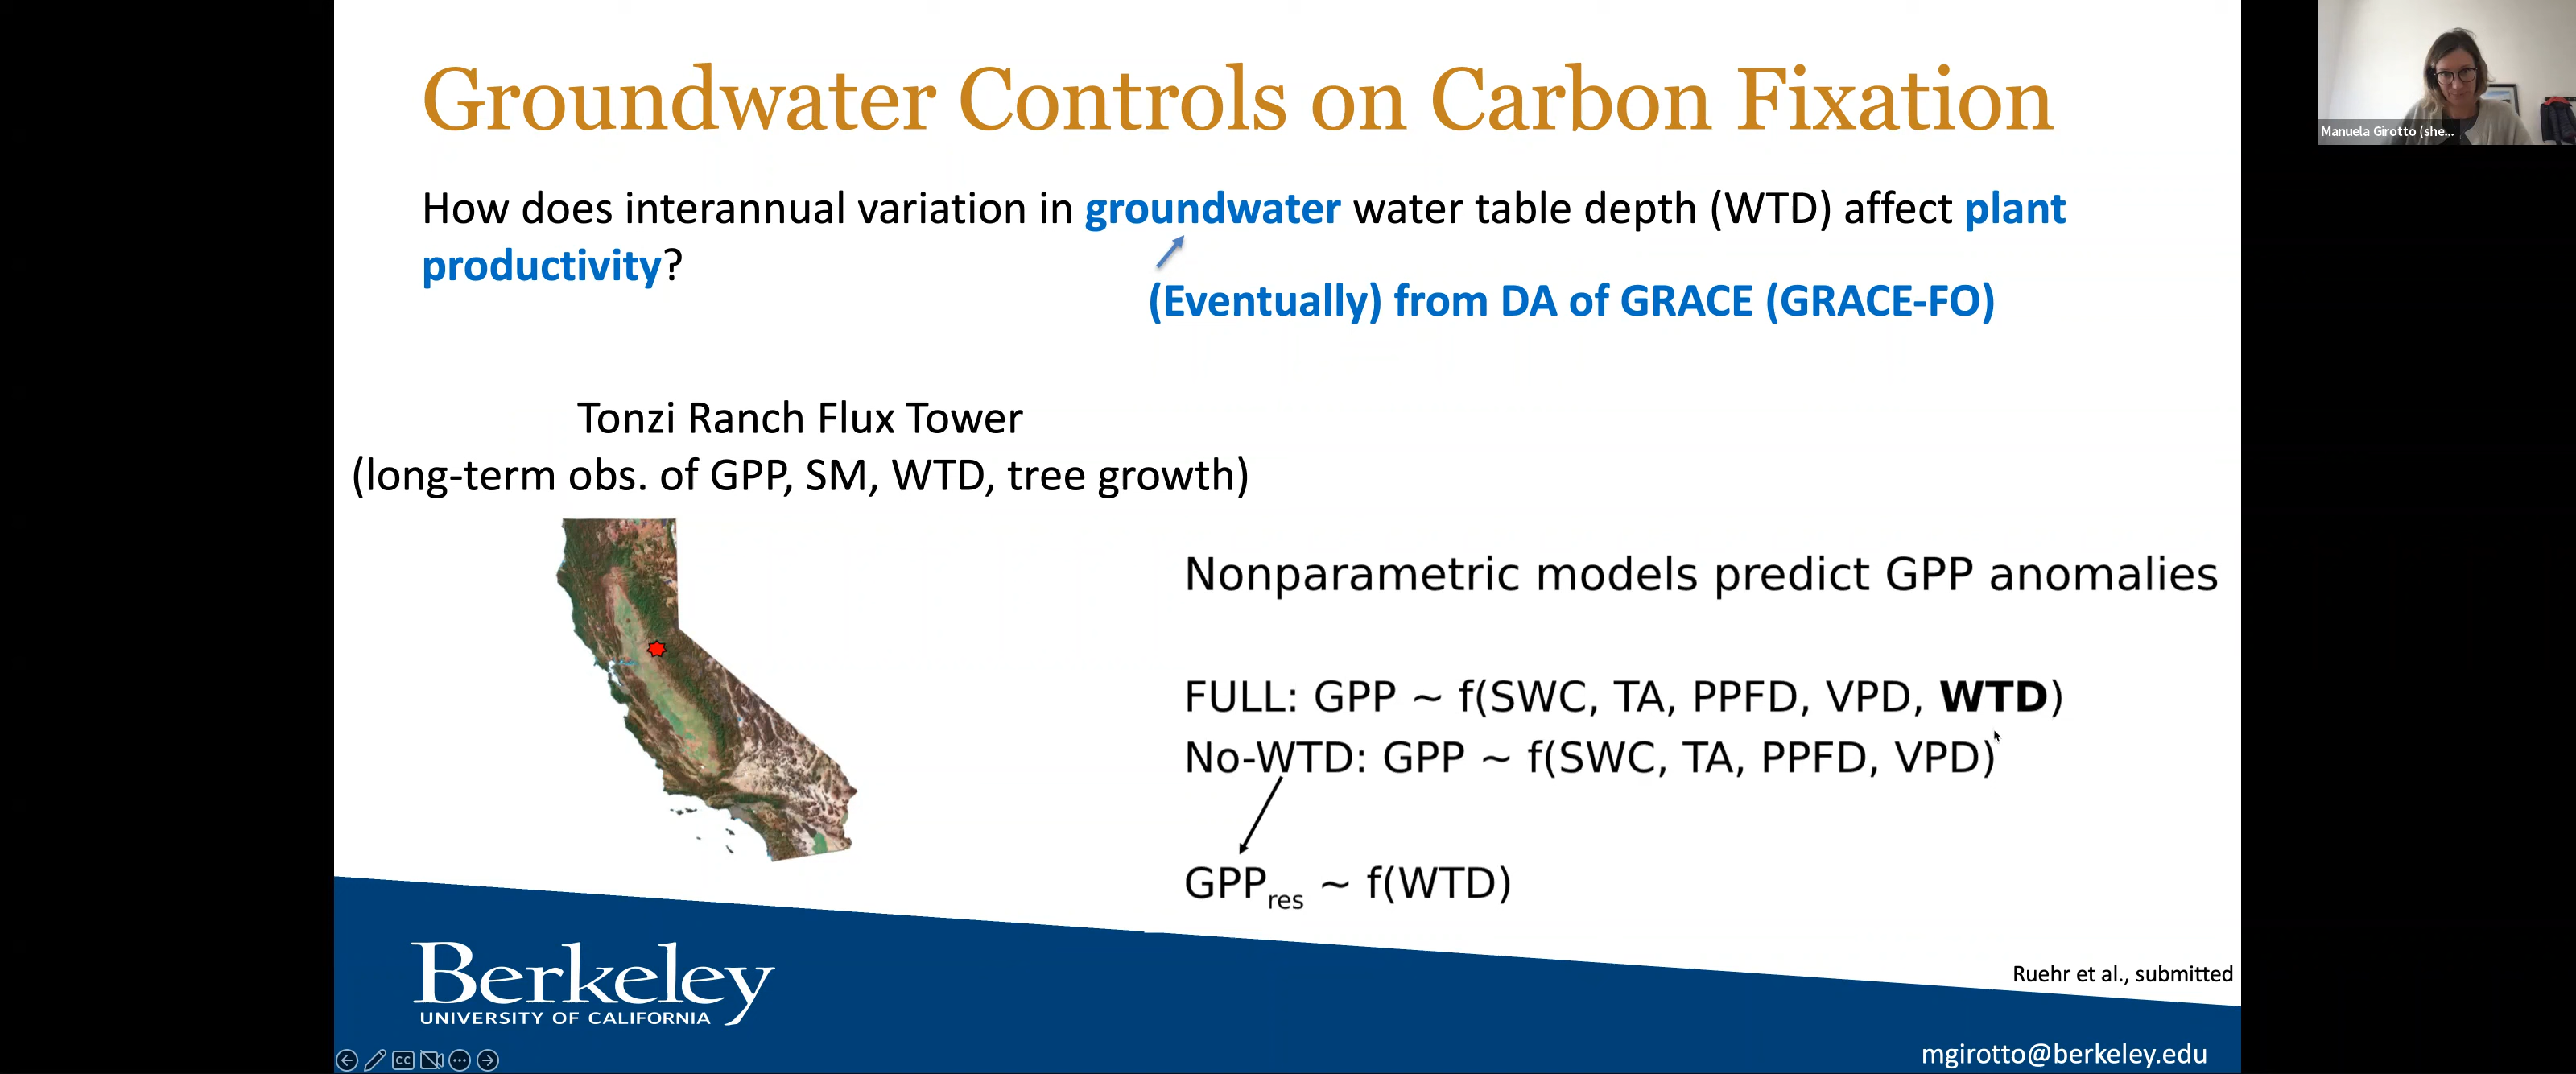 Groundwater Controls on Carbon Fixation
Manuela Girotto (she...
How does interannual variation in groundwater water table depth (WTD) affect plant
productivity?
(Eventually) from DA of GRACE (GRACE-FO)
Tonzi Ranch Flux Tower
(long-term obs. of GPP, SM, WTD, tree growth)
Nonparametric models predict GPP anomalies
FULL: GPP ~ f(SWC, TA, PPFD, VPD, WTD)
No-WTD: GPP ~ f(SWC, TA, PPFD, VPD)
GPPres ~ f(WTD)
Ruehr et al., submitted
Berkeley
UNIVERSITY OF CALIFORNIA
mgirotto@berkeley.edu
CC